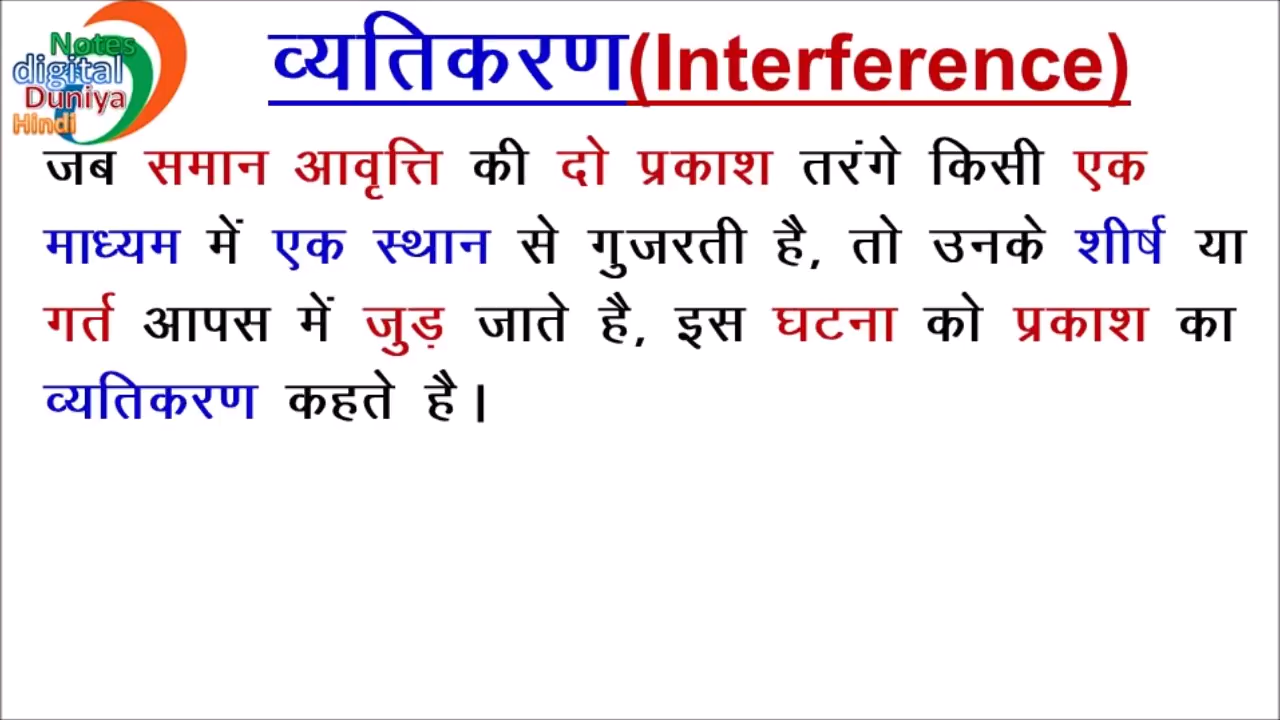 Notes
digital
Duniya
Hindi
व्यतिकरण(Interference)
जब समान आवृत्ति की दो प्रकाश तरंगे किसी एक
माध्यम में एक स्थान से गुजरती है, तो उनके शीर्ष या
गर्त आपस में जुड़ जाते है, इस घटना को प्रकाश का
व्यतिकरण कहते है।